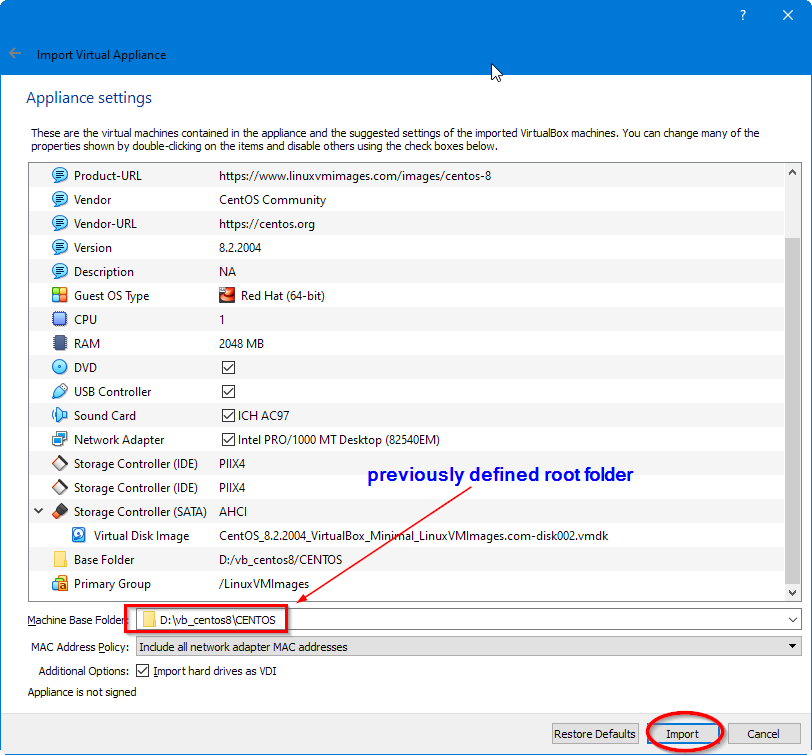 ?
Import Virtual Appliance
Appliance settings
These are the virtual machines contained in the appliance and the suggested settings of the imported VirtualBox machines. You can change many of the
properties shown by double-clicking on the items and disable others using the check boxes below.
Product-URL https://www.linuxvmimages.com/images/centos-8
Vendor CentOS Community
Vendor-URL https://centos.org
Version 8.2.2004
Description NA
Guest OS Type Red Hat (64-bit)
CPU 1
RAM 2048 MB
DVD
USB Controller
Sound Card ICH AC97
Network Adapter Intel PRO/1000 MT Desktop (82540EM)
Storage Controller (IDE) PIIX4
previously defined root folder
Storage Controller (IDE) PIIX4
Storage Controller (SATA) AHCI
Virtual Disk Image CentOS_8.2.2004_VirtualBox_Minimal_LinuxVMImages.com-disk002.vmdk
Base Folder D:/vb_centos8/CENTOS
Primary Group /LinuxVMImages
Machine Base Folder: D:\vb_centos8\CENTOS
MAC Address Policy: Include all network adapter MAC addresses
Additional Options: Import hard drives as VDI
Appliance is not signed
Restore Defaults Import Cancel